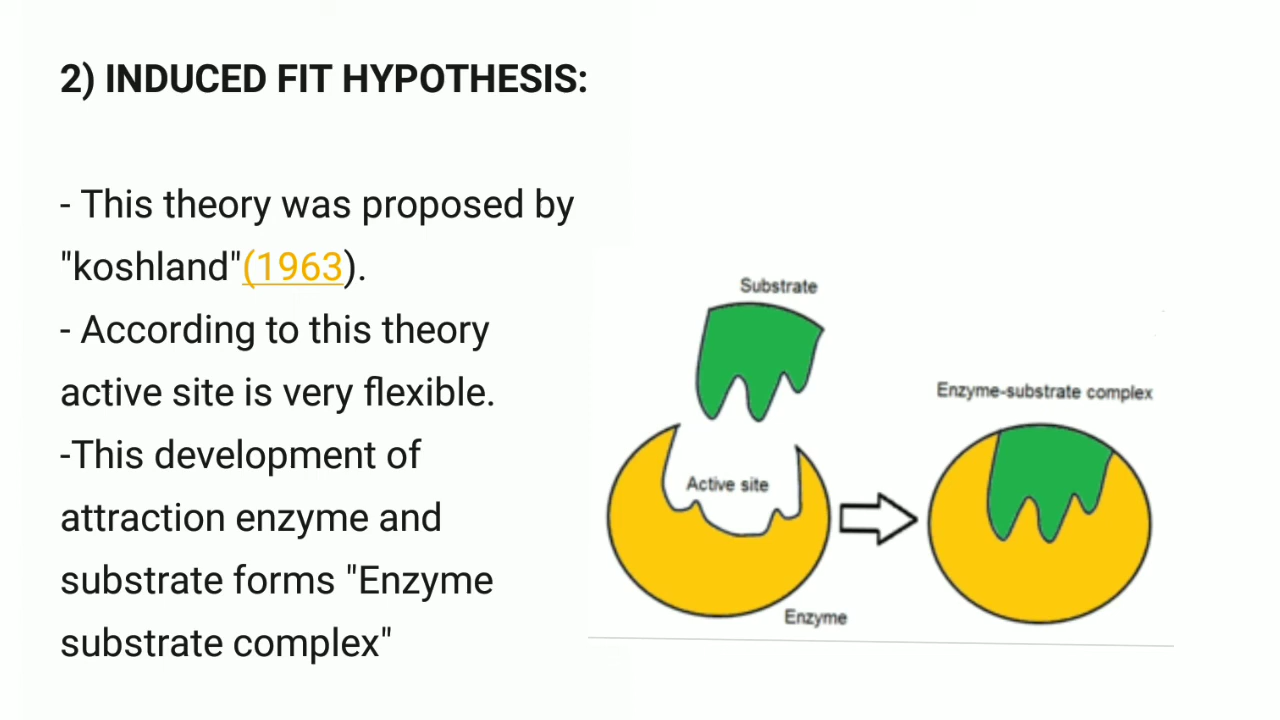 2) INDUCED FIT HYPOTHESIS:
- This theory was proposed by
"koshland"(1963).
- According to this theory
active site is very flexible.
-This development of
attraction enzyme and
substrate forms "Enzyme
substrate complex"
Substrate
Enzyme-substrate complex
Active site
Enzyme